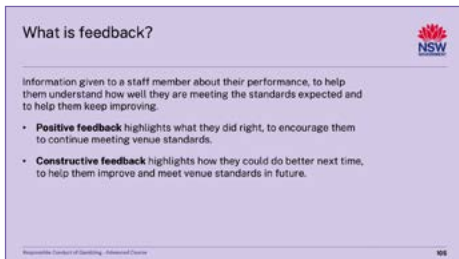 What is feedback?
NSW
GOVERNMENT
Information given to a staff member about their performance, to help
them understand how well they are meeting the standards expected and
to help them keep improving.
• Positive feedback highlights what they did right, to encourage them
to continue meeting venue standards.
• Constructive feedback highlights how they could do better next time,
to help them improve and meet venue standards in future.
Responsible Conduct of Gambling - Advanced Course
105